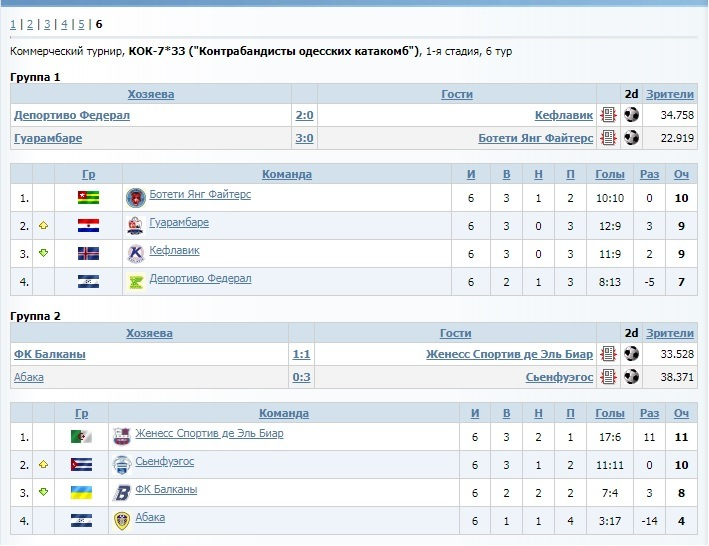 1 | 2 | 3 | 4 | 5 | 6
Коммерческий турнир, КОК-7*33 ("Контрабандисты одесских катакомб"), 1-я стадия, 6 тур
Группа 1
Хозяева Гости 2d Зрители
Депортиво Федерал 2:0 Кефлавик 34.758
Гуарамбаре 3:0 Ботети Янг Файтерс 22.919
Гр Команда И В Н П Голы Раз Оч
1. Ботети Янг Файтерс 6 3 1 2 10:10 0 10
2. Гуарамбаре 6 3 0 3 12:9 3 9
3. Кефлавик 6 3 0 3 11:9 2 9
4. Депортиво Федерал 6 2 1 3 8:13 -5 7
Группа 2
Хозяева Гости 2d Зрители
ФК Балканы 1:1 Женесс Спортив де Эль Биар 33.528
Абака 0:3 Сьенфуэгос 38.371
Гр Команда И В Н П Голы Раз Оч
1. Женесс Спортив де Эль Биар 6 3 2 1 17:6 11 11
2. Сьенфуэгос 6 3 1 2 11:11 0 10
3. ФК Балканы 6 2 2 2 7:4 3 8
4. Абака 6 1 1 4 3:17 -14 4